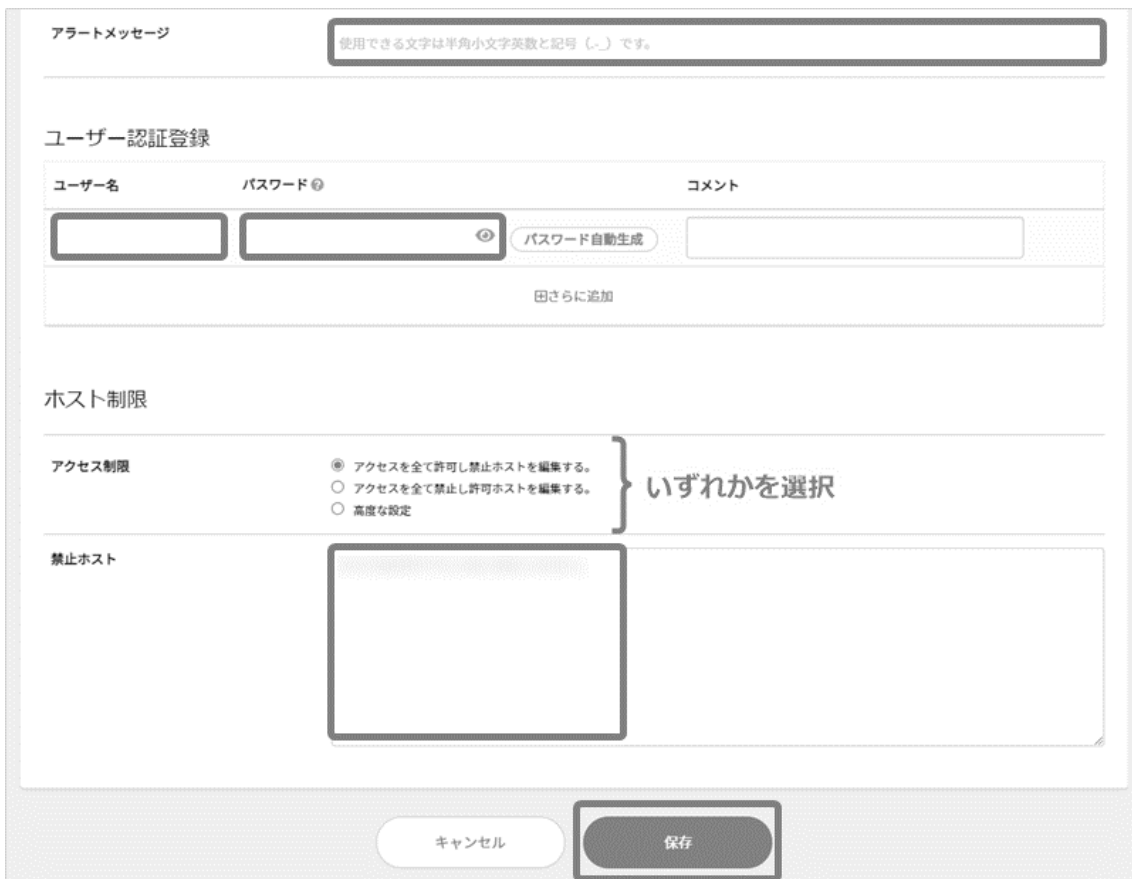 アラートメッセージ
使用できる文字は半角小文字英数と記号（.-_）です。
ユーザー認証登録
ユーザー名 パスワード コメント
パスワード自動生成
さらに追加
ホスト制限
アクセス制限
アクセスを全て許可し禁止ホストを編集する。
アクセスを全て禁止し許可ホストを編集する。
高度な設定
いずれかを選択
禁止ホスト
キャンセル 保存